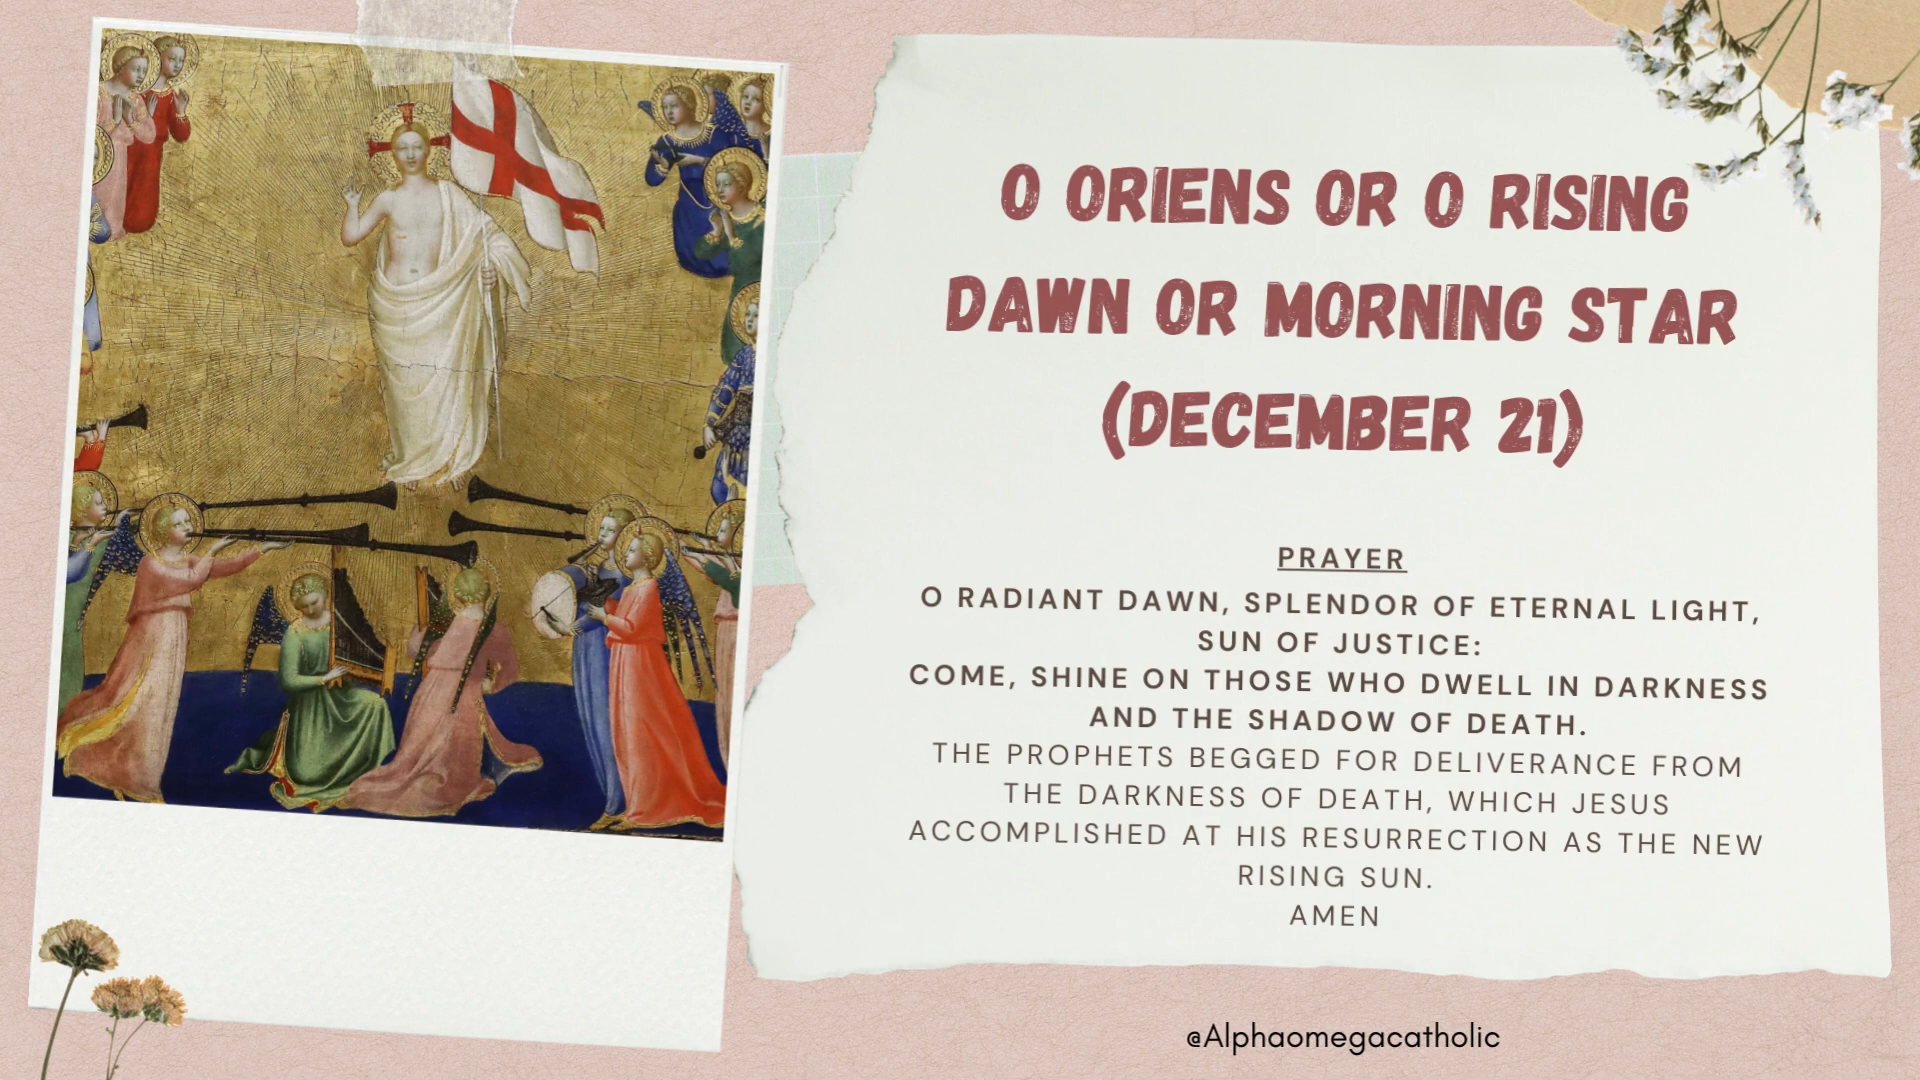 O ORIENS OR O RISING
DAWN OR MORNING STAR
(DECEMBER 21)
PRAYER
O RADIANT DAWN, SPLENDOR OF ETERNAL LIGHT,
SUN OF JUSTICE:
COME, SHINE ON THOSE WHO DWELL IN DARKNESS
AND THE SHADOW OF DEATH.
THE PROPHETS BEGGED FOR DELIVERANCE FROM
THE DARKNESS OF DEATH, WHICH JESUS
ACCOMPLISHED AT HIS RESURRECTION AS THE NEW
RISING SUN.
AMEN
@Alphaomegacatholic